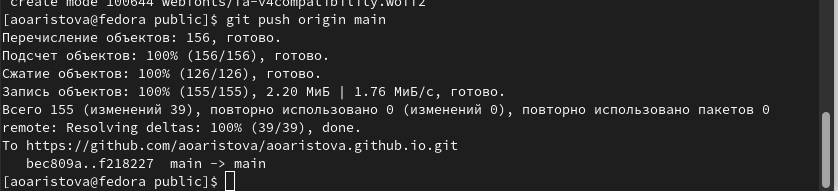 create mode 100644 webfonts/fa-v4compatibility.woff2
[aoaristova@fedora public]$ git push origin main
Перечисление объектов: 156, готово.
Подсчет объектов: 100% (156/156), готово.
Сжатие объектов: 100% (126/126), готово.
Запись объектов: 100% (155/155), 2.20 МиБ | 1.76 МиБ/с, готово.
Всего 155 (изменений 39), повторно использовано 0 (изменений 0), повторно использовано пакетов 0
remote: Resolving deltas: 100% (39/39), done.
To https://github.com/aoaristova/aoaristova.github.io.git
   bec809a..f218227  main -> main
[aoaristova@fedora public]$